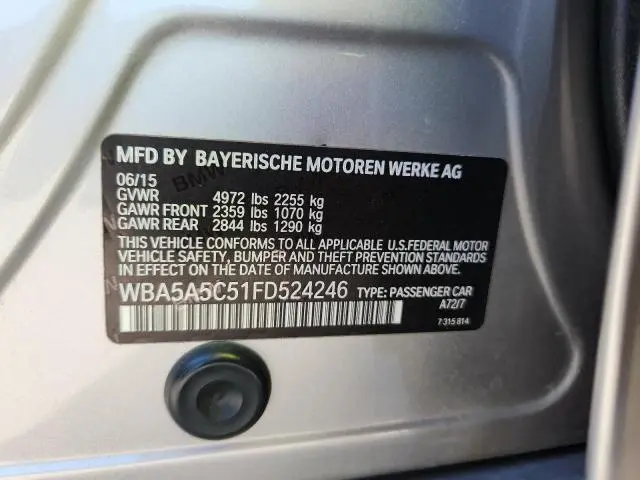 MFD BY BAYERISCHE MOTOREN WERKE AG
06/15
GVWR 4972 lbs 2255 kg
GAWR FRONT 2359 lbs 1070 kg
GAWR REAR 2844 lbs 1290 kg
THIS VEHICLE CONFORMS TO ALL APPLICABLE U.S.FEDERAL MOTOR
VEHICLE SAFETY, BUMPER AND THEFT PREVENTION STANDARDS
IN EFFECT ON THE DATE OF MANUFACTURE SHOWN ABOVE
WBA5A5C51FD524246 TYPE: PASSENGER CAR
A72/7
7 315 814
BMW